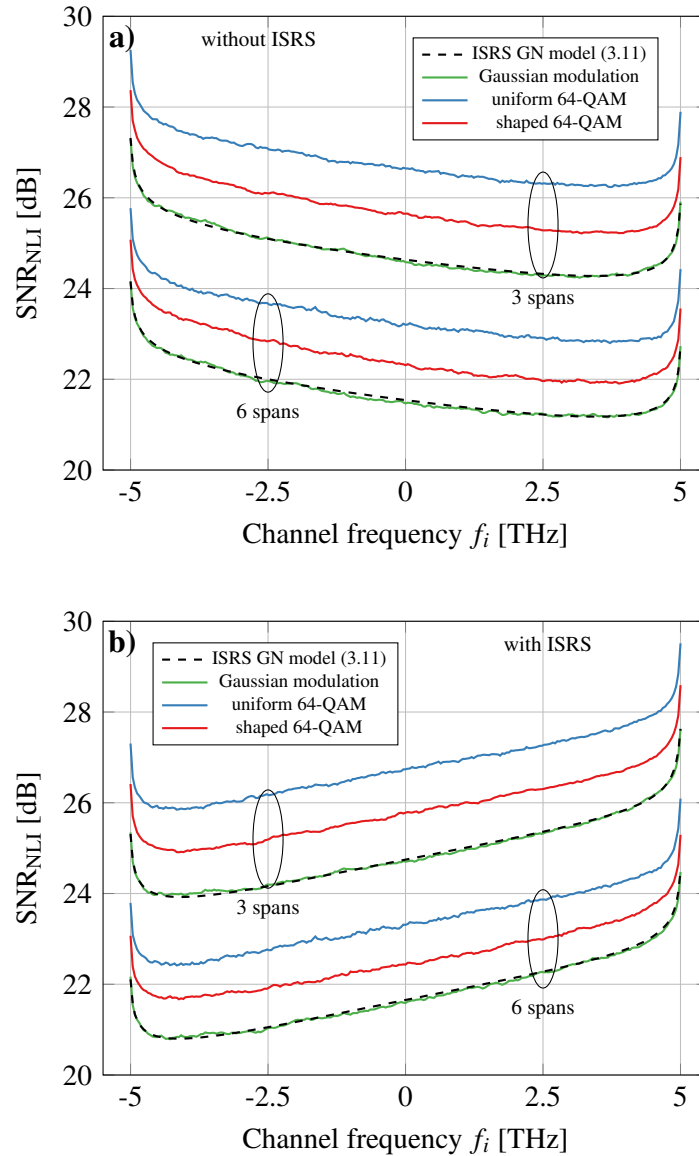 a)
without ISRS
ISRS GN model (3.11)
Gaussian modulation
uniform 64-QAM
shaped 64-QAM
30
28
26
24
22
20
SNR_NLI [dB]
3 spans
6 spans
-5 -2.5 0 2.5 5
Channel frequency f_i [THz]
b)
with ISRS
ISRS GN model (3.11)
Gaussian modulation
uniform 64-QAM
shaped 64-QAM
30
28
26
24
22
20
SNR_NLI [dB]
3 spans
6 spans
-5 -2.5 0 2.5 5
Channel frequency f_i [THz]